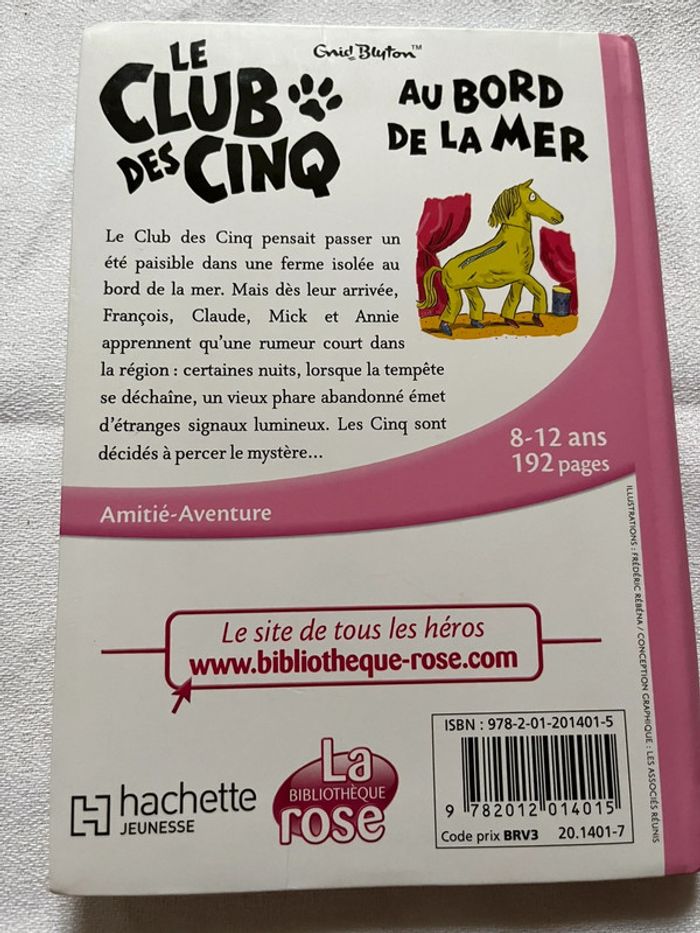 Enid Blyton™
LE
CLUB
DES CINQ
AU BORD
DE LA MER
Le Club des Cinq pensait passer un
été paisible dans une ferme isolée au
bord de la mer. Mais dès leur arrivée,
François, Claude, Mick et Annie
apprennent qu'une rumeur court dans
la région : certaines nuits, lorsque la tempête
se déchaîne, un vieux phare abandonné émet
d'étranges signaux lumineux. Les Cinq sont
décidés à percer le mystère...
8-12 ans
192 pages
Amitié-Aventure
ILLUSTRATIONS : FRÉDÉRIC RÉBÉNA / CONCEPTION GRAPHIQUE : LES ASSOCIÉS RÉUNIS
Le site de tous les héros
www.bibliotheque-rose.com
hachette
JEUNESSE
La
BIBLIOTHÈQUE
rose
ISBN : 978-2-01-201401-5
9 782012 014015
Code prix BRV3 20.1401-7